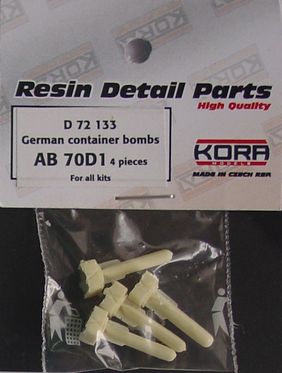 Resin Detail Parts
High Quality
D 72 133
German container bombs
AB 70D1 4 pieces
For all kits
KORA
MODELS
MADE IN CZECH REP.